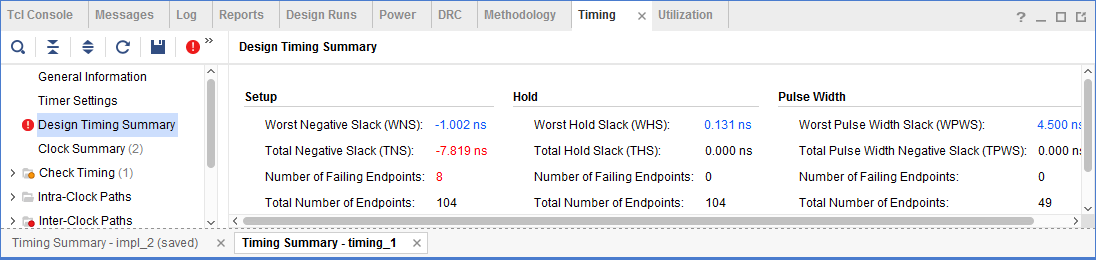 Tcl Console Messages Log Reports Design Runs Power DRC Methodology Timing × Utilization ?
»
Design Timing Summary
General Information
Timer Settings
Design Timing Summary
Clock Summary (2)
Check Timing (1)
Intra-Clock Paths
Inter-Clock Paths
Setup Hold Pulse Width
Worst Negative Slack (WNS): -1.002 ns Worst Hold Slack (WHS): 0.131 ns Worst Pulse Width Slack (WPWS): 4.500 ns
Total Negative Slack (TNS): -7.819 ns Total Hold Slack (THS): 0.000 ns Total Pulse Width Negative Slack (TPWS): 0.000 ns
Number of Failing Endpoints: 8 Number of Failing Endpoints: 0 Number of Failing Endpoints: 0
Total Number of Endpoints: 104 Total Number of Endpoints: 104 Total Number of Endpoints: 49
Timing Summary - impl_2 (saved) × Timing Summary - timing_1 ×